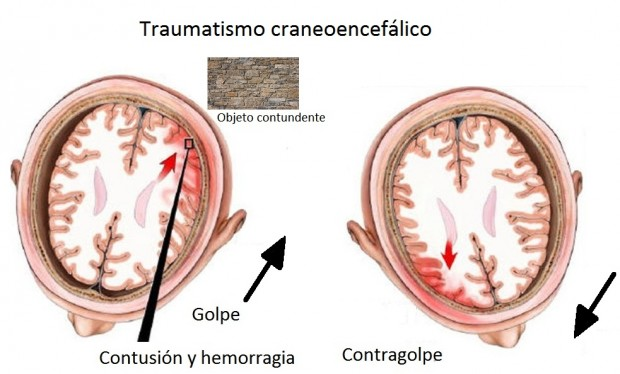 Traumatismo craneoencefálico
Objeto contundente
Golpe
Contusión y hemorragia
Contragolpe